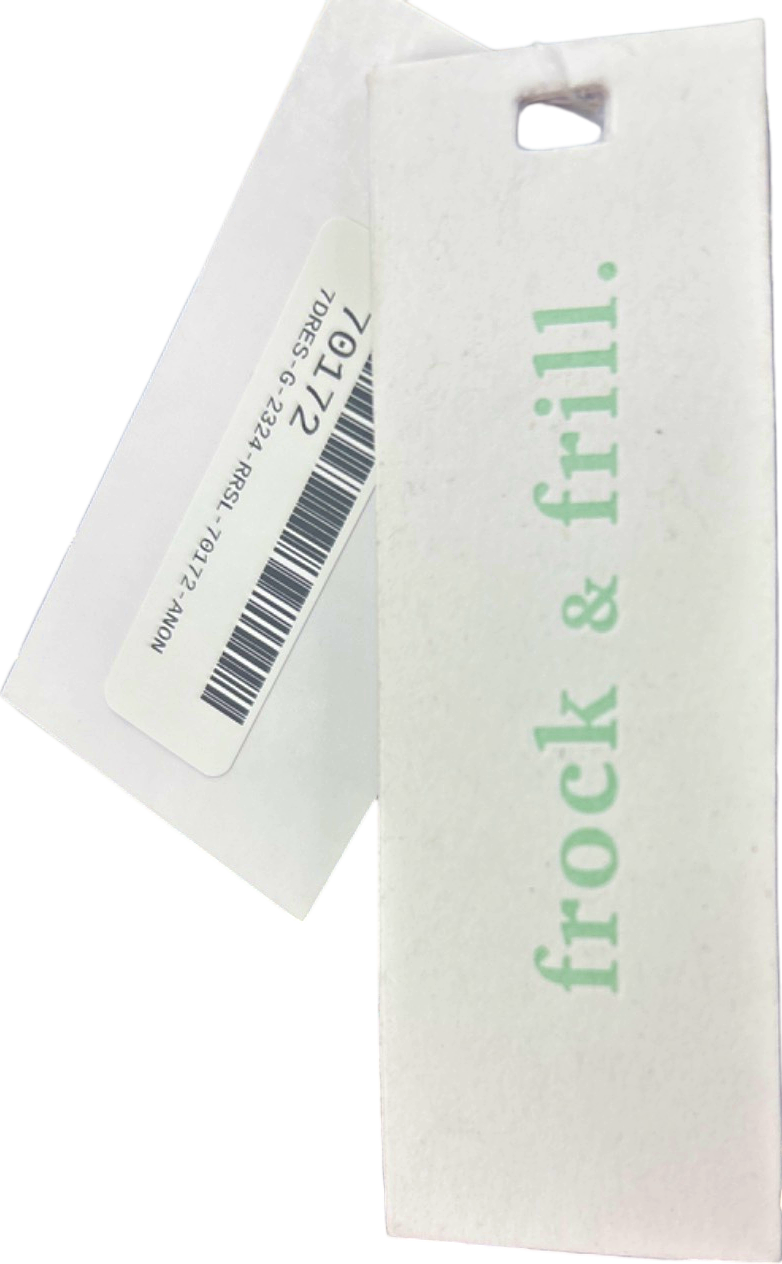 frock & frill.
70172
7DRES-G-2324-RRSL-70172-ANON